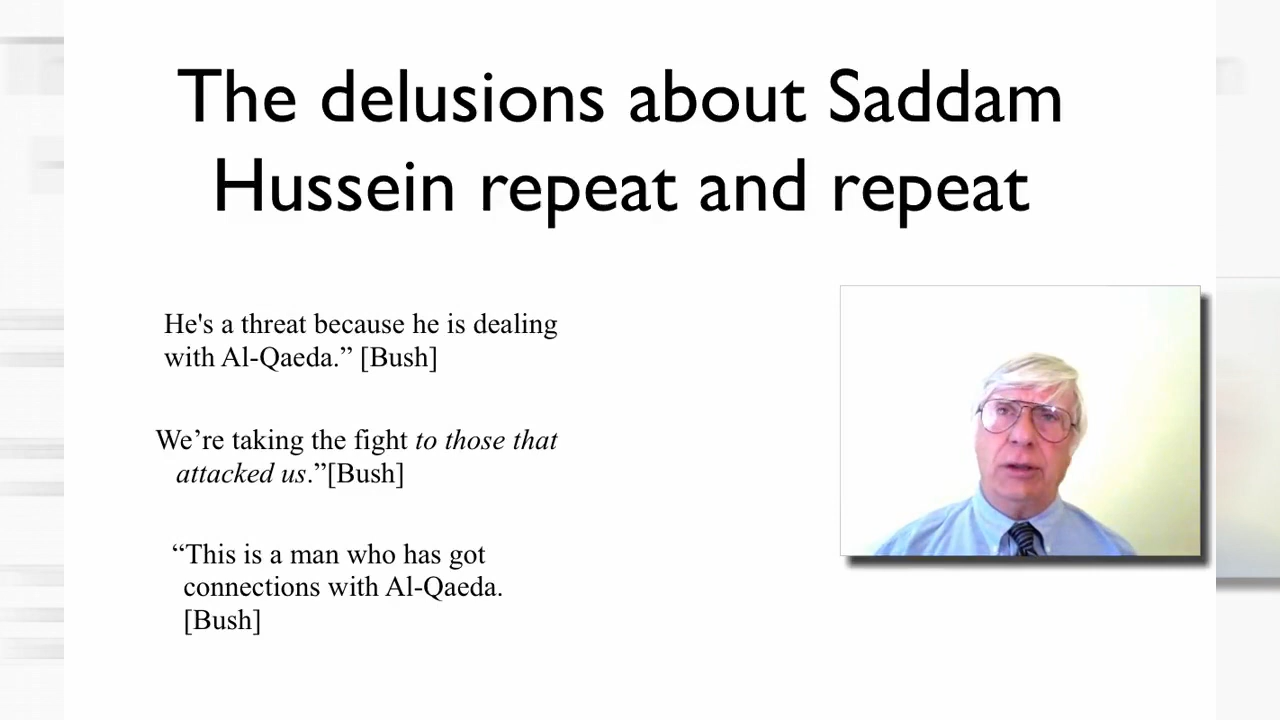 The delusions about Saddam
Hussein repeat and repeat
He's a threat because he is dealing
with Al-Qaeda.” [Bush]
We’re taking the fight to those that
attacked us.”[Bush]
“This is a man who has got
connections with Al-Qaeda.
[Bush]